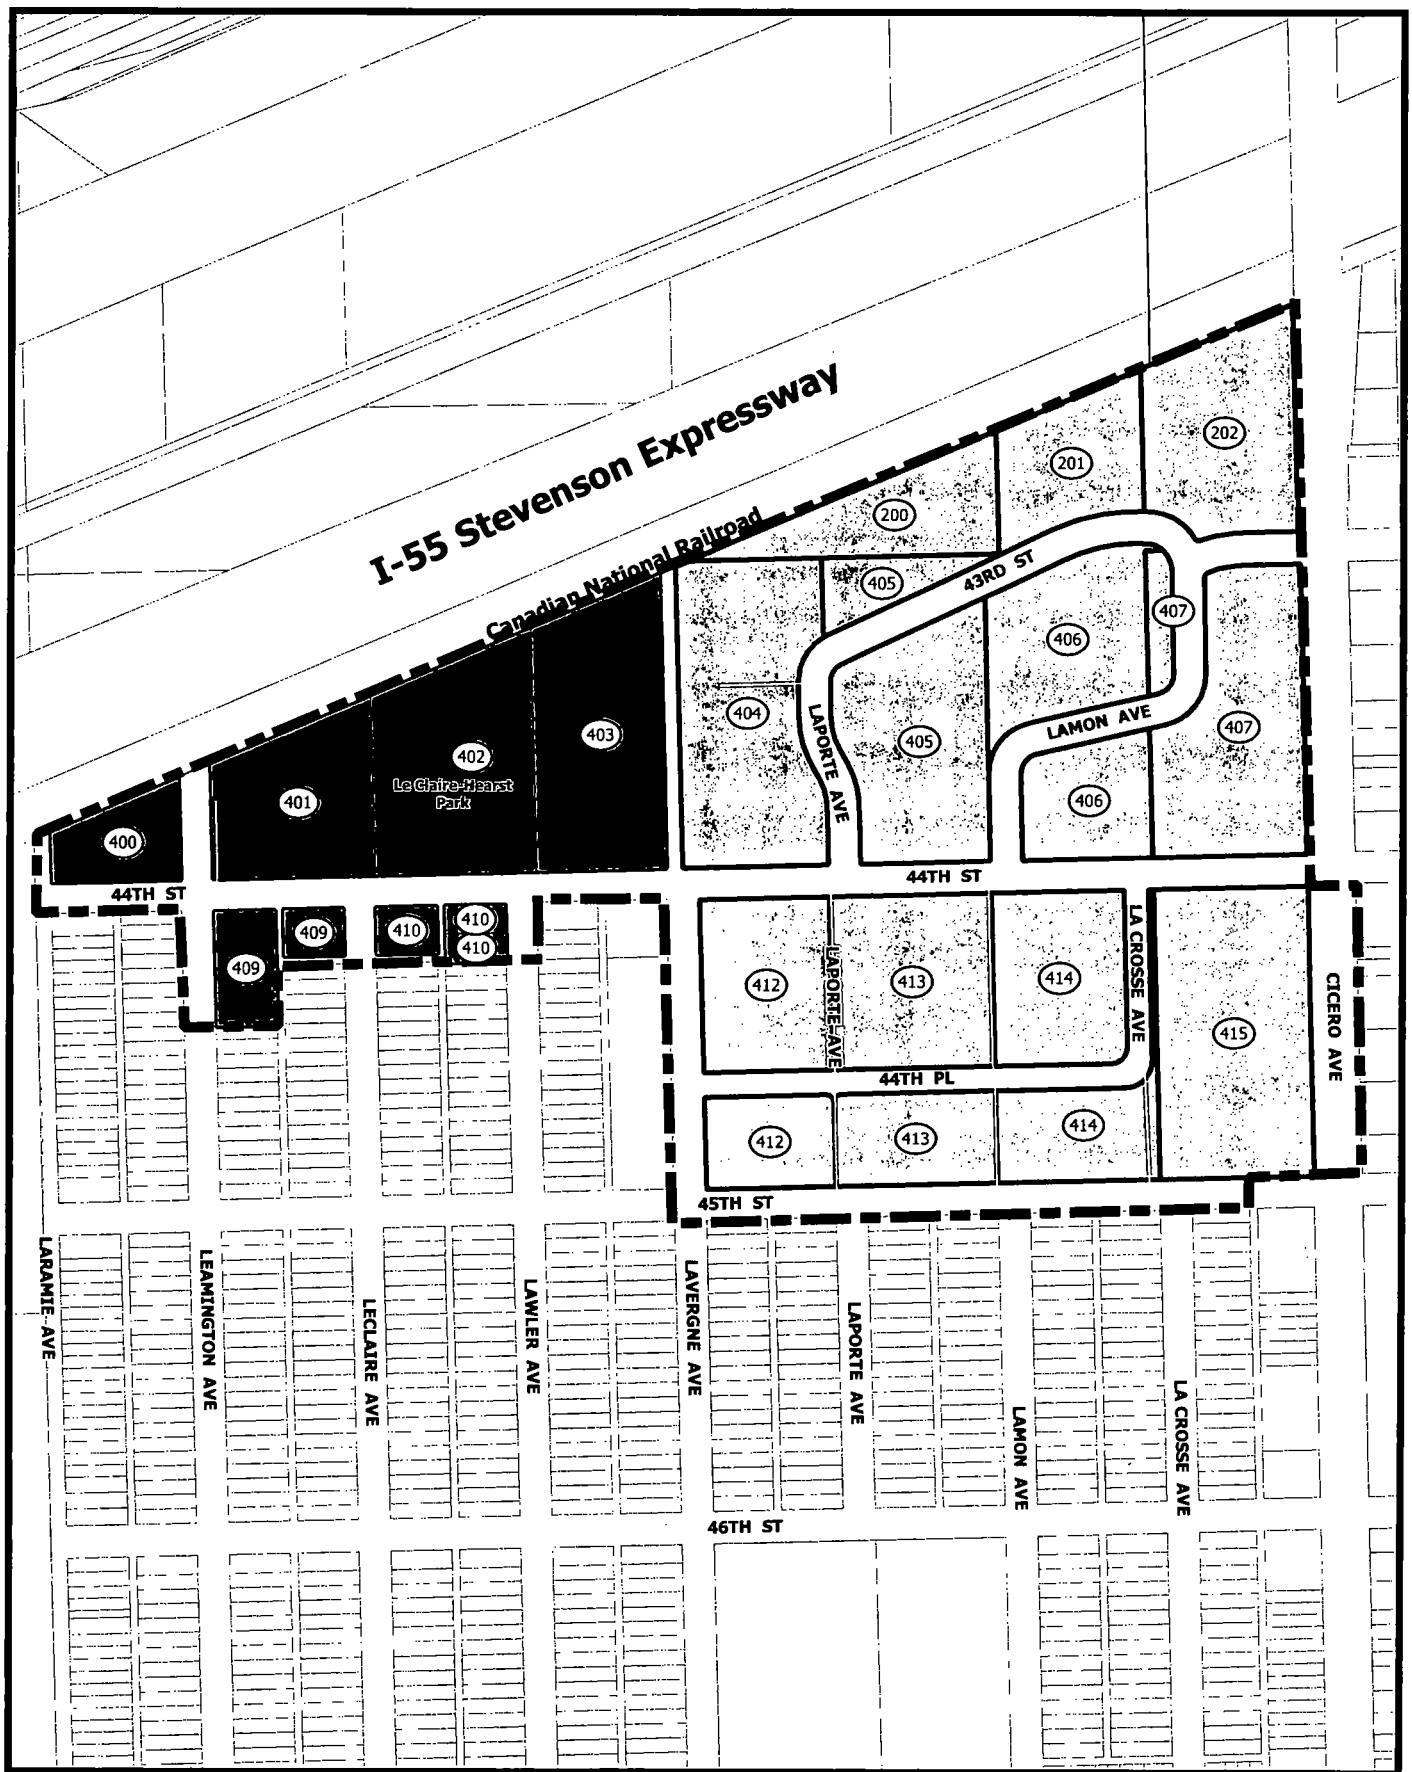 I-55 Stevenson Expressway
Canadian National Railroad
202
201
200
405
43RD ST
407
406
404
LAPORTE AVE
405
LAMON AVE
407
403
402
Le Claire-Hearst
Park
401
406
400
44TH ST
44TH ST
409
409
410
410
410
412
LAPORTE AVE
413
414
LA CROSSE AVE
415
CICERO AVE
44TH PL
412
413
414
45TH ST
LARAMIE AVE
LEAMINGTON AVE
LECLAIRE AVE
LAWLER AVE
LAVERGNE AVE
LAPORTE AVE
LAMON AVE
LA CROSSE AVE
46TH ST